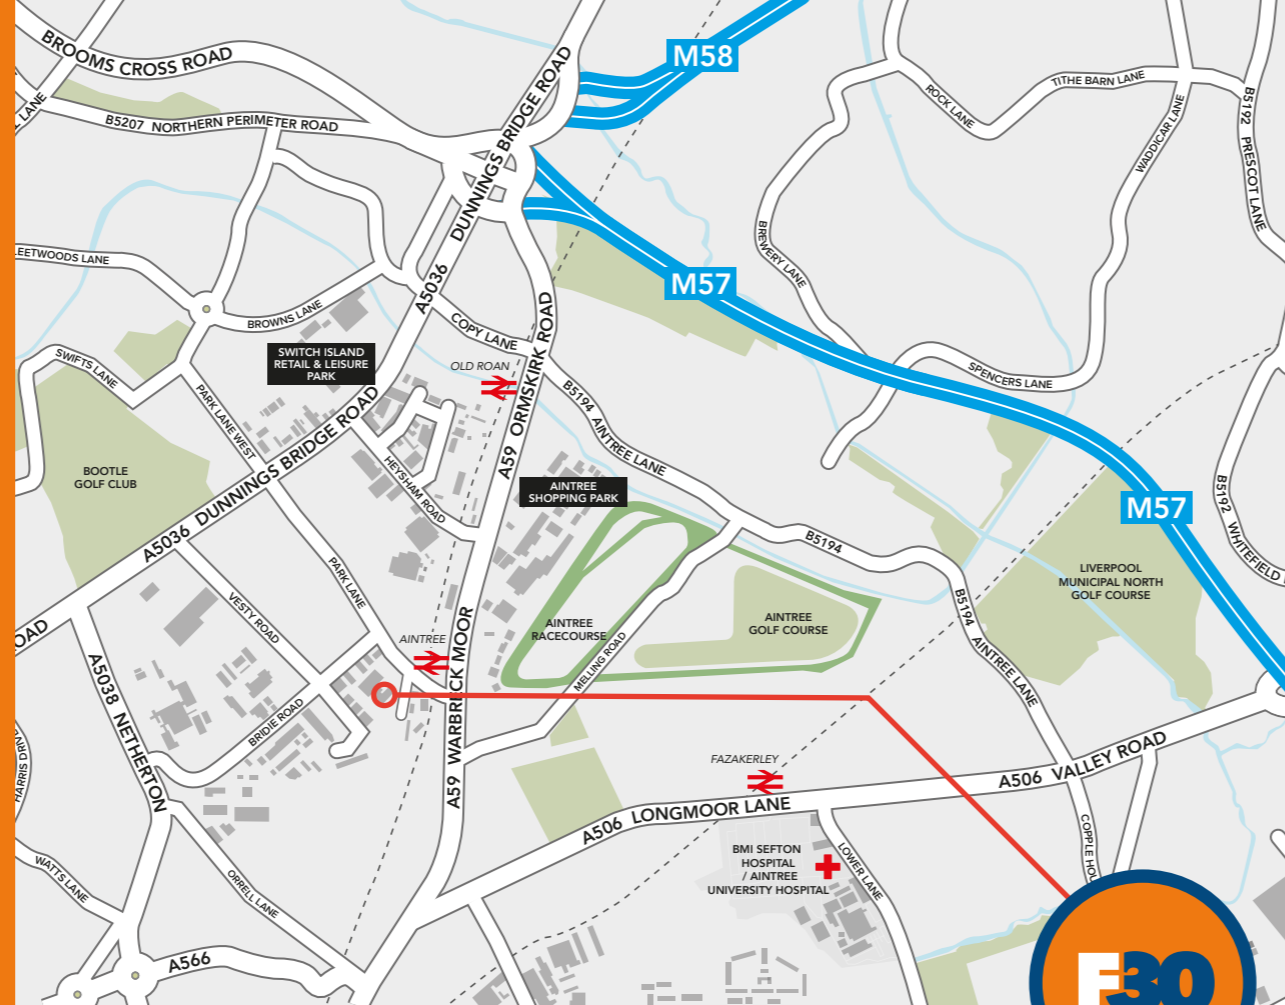 BROOMS CROSS ROAD
M58
DUNNINGS BRIDGE ROAD
ROCK LANE
TITHE BARN LANE
B5192 PRESCOT LANE
LANE
B5207 NORTHERN PERIMETER ROAD
WADDICAR LANE
BREWERY LANE
LEETWOODS LANE
A5036
M57
BROWNS LANE
COPY LANE
SWITCH ISLAND
RETAIL & LEISURE
PARK
SWIFTS LANE
OLD ROAN
A59 ORMSKIRK ROAD
SPENCERS LANE
PARK LANE WEST
B5194 AINTREE LANE
BOOTLE
GOLF CLUB
HEYSHAM ROAD
AINTREE
SHOPPING PARK
M57
B5192 WHITEFIELD
A5036 DUNNINGS BRIDGE ROAD
B5194
LIVERPOOL
MUNICIPAL NORTH
GOLF COURSE
PARK LANE
VESTY ROAD
AINTREE
RACECOURSE
AINTREE
GOLF COURSE
B5194 AINTREE LANE
OAD
AINTREE
MELLING ROAD
A5038 NETHERTON
BRIDIE ROAD
A59 WARBRECK MOOR
HARRIS DRIV
FAZAKERLEY
A506 VALLEY ROAD
A506 LONGMOOR LANE
COPPLE HOU
BMI SEFTON
HOSPITAL
/ AINTREE
UNIVERSITY HOSPITAL
LOWER LANE
WATTS LANE
ORRELL LANE
A566
F30